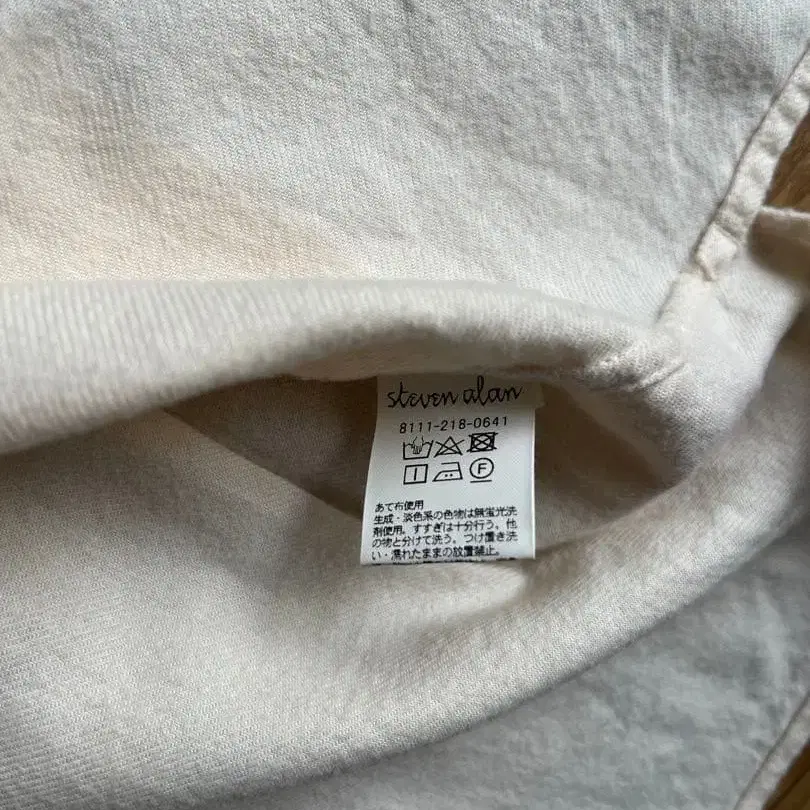 steven alan
8111-218-0641
F
あて布使用
生成・淡色系の色物は無蛍光洗
剤使用。すすぎは十分行う。他
の物と分けて洗う。つけ置き洗
い・濡れたままの放置禁止。